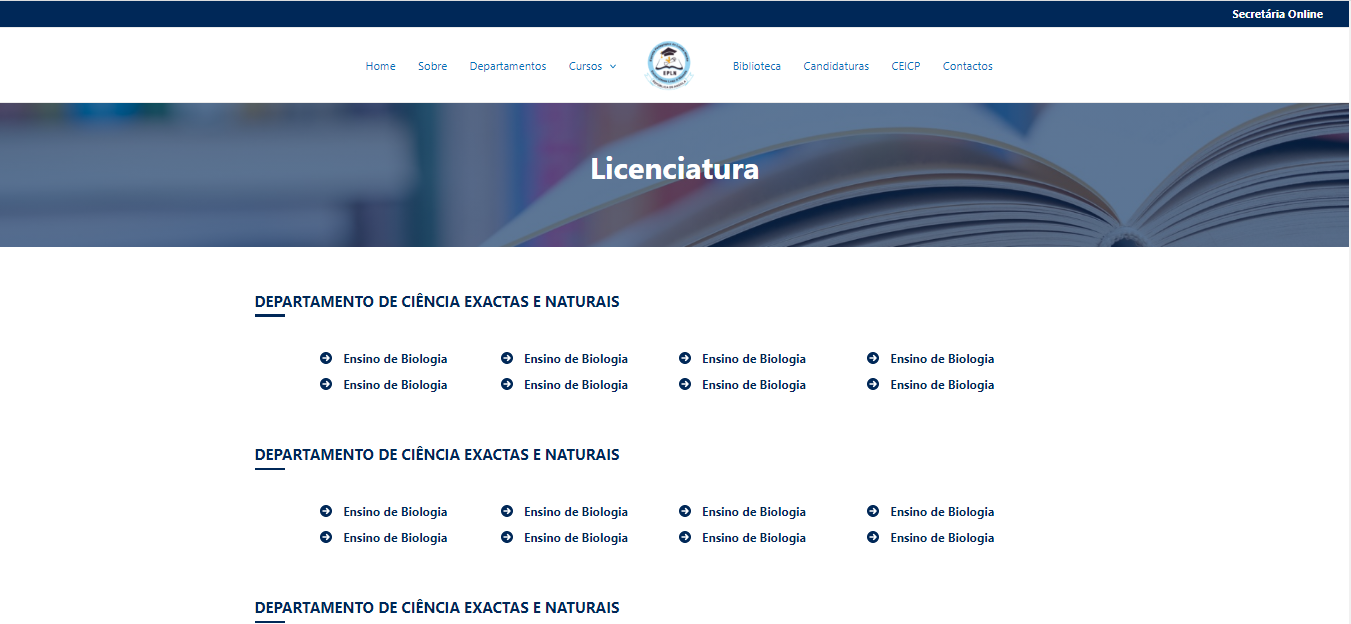 Secretária Online
Home Sobre Departamentos Cursos Biblioteca Candidaturas CEICP Contactos
Licenciatura
DEPARTAMENTO DE CIÊNCIA EXACTAS E NATURAIS
Ensino de Biologia Ensino de Biologia Ensino de Biologia Ensino de Biologia
Ensino de Biologia Ensino de Biologia Ensino de Biologia Ensino de Biologia
DEPARTAMENTO DE CIÊNCIA EXACTAS E NATURAIS
Ensino de Biologia Ensino de Biologia Ensino de Biologia Ensino de Biologia
Ensino de Biologia Ensino de Biologia Ensino de Biologia Ensino de Biologia
DEPARTAMENTO DE CIÊNCIA EXACTAS E NATURAIS